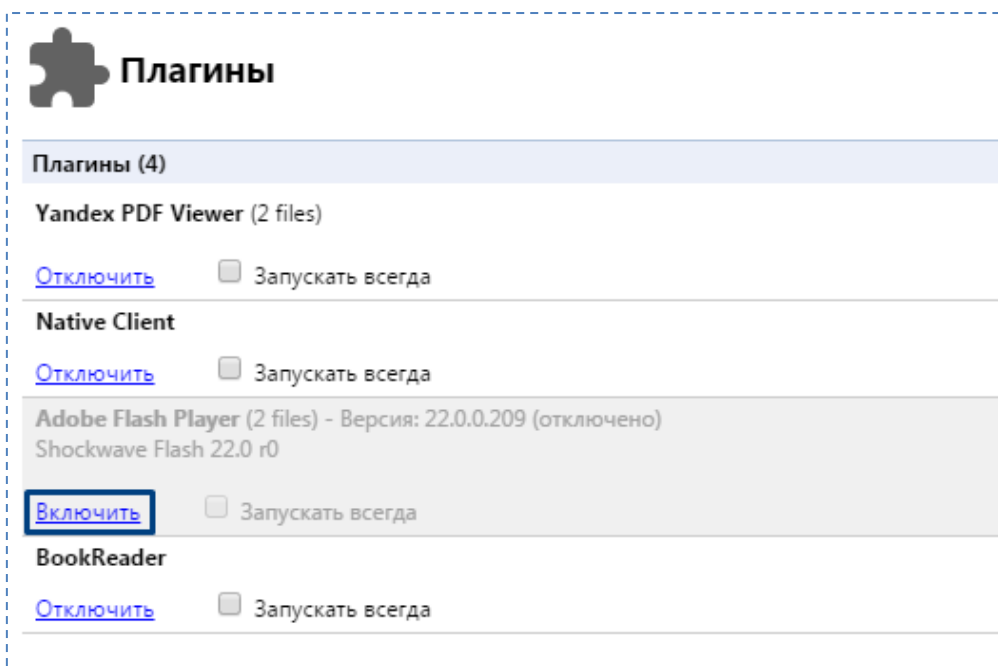 Плагины
Плагины (4)
Yandex PDF Viewer (2 files)
Отключить Запускать всегда
Native Client
Отключить Запускать всегда
Adobe Flash Player (2 files) - Версия: 22.0.0.209 (отключено)
Shockwave Flash 22.0 r0
Включить Запускать всегда
BookReader
Отключить Запускать всегда